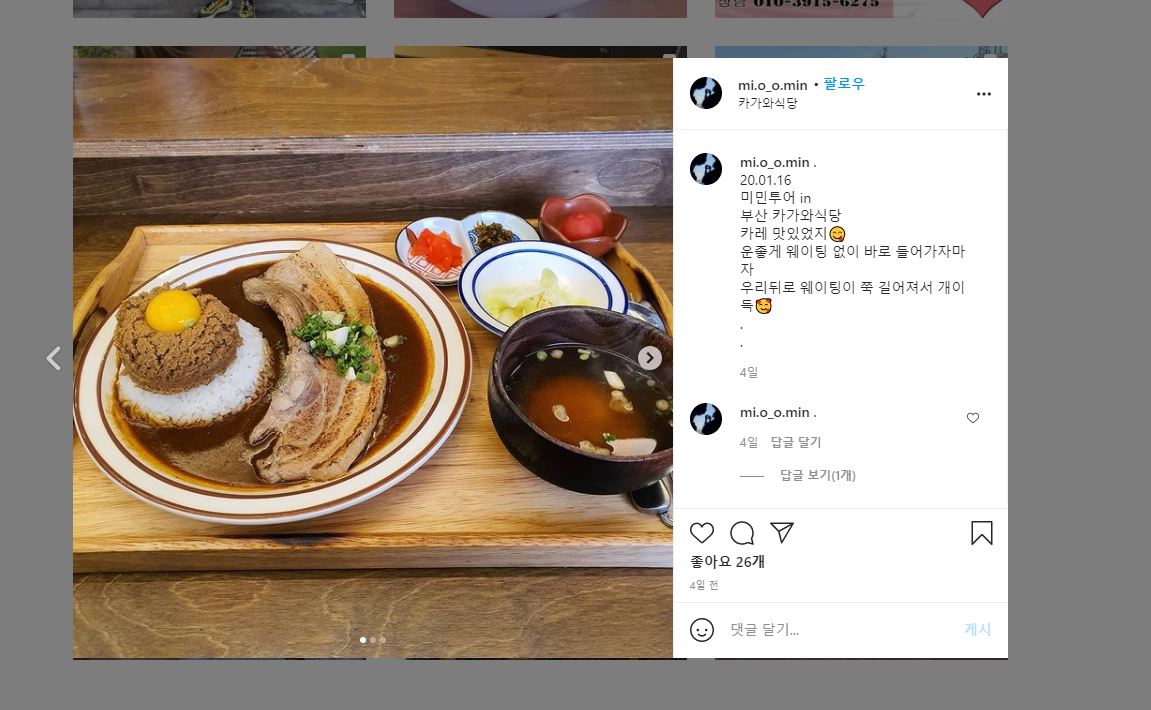 창원 010-3915-6275
mi.o_o.min • 팔로우
카가와식당
mi.o_o.min .
20.01.16
미민투어 in
부산 카가와식당
카레 맛있었지😋
운좋게 웨이팅 없이 바로 들어가자마
자
우리뒤로 웨이팅이 쭉 길어져서 개이
득🥰
.
.
4일
mi.o_o.min .
4일 답글 달기
답글 보기(1개)
좋아요 26개
4일 전
댓글 달기...
게시